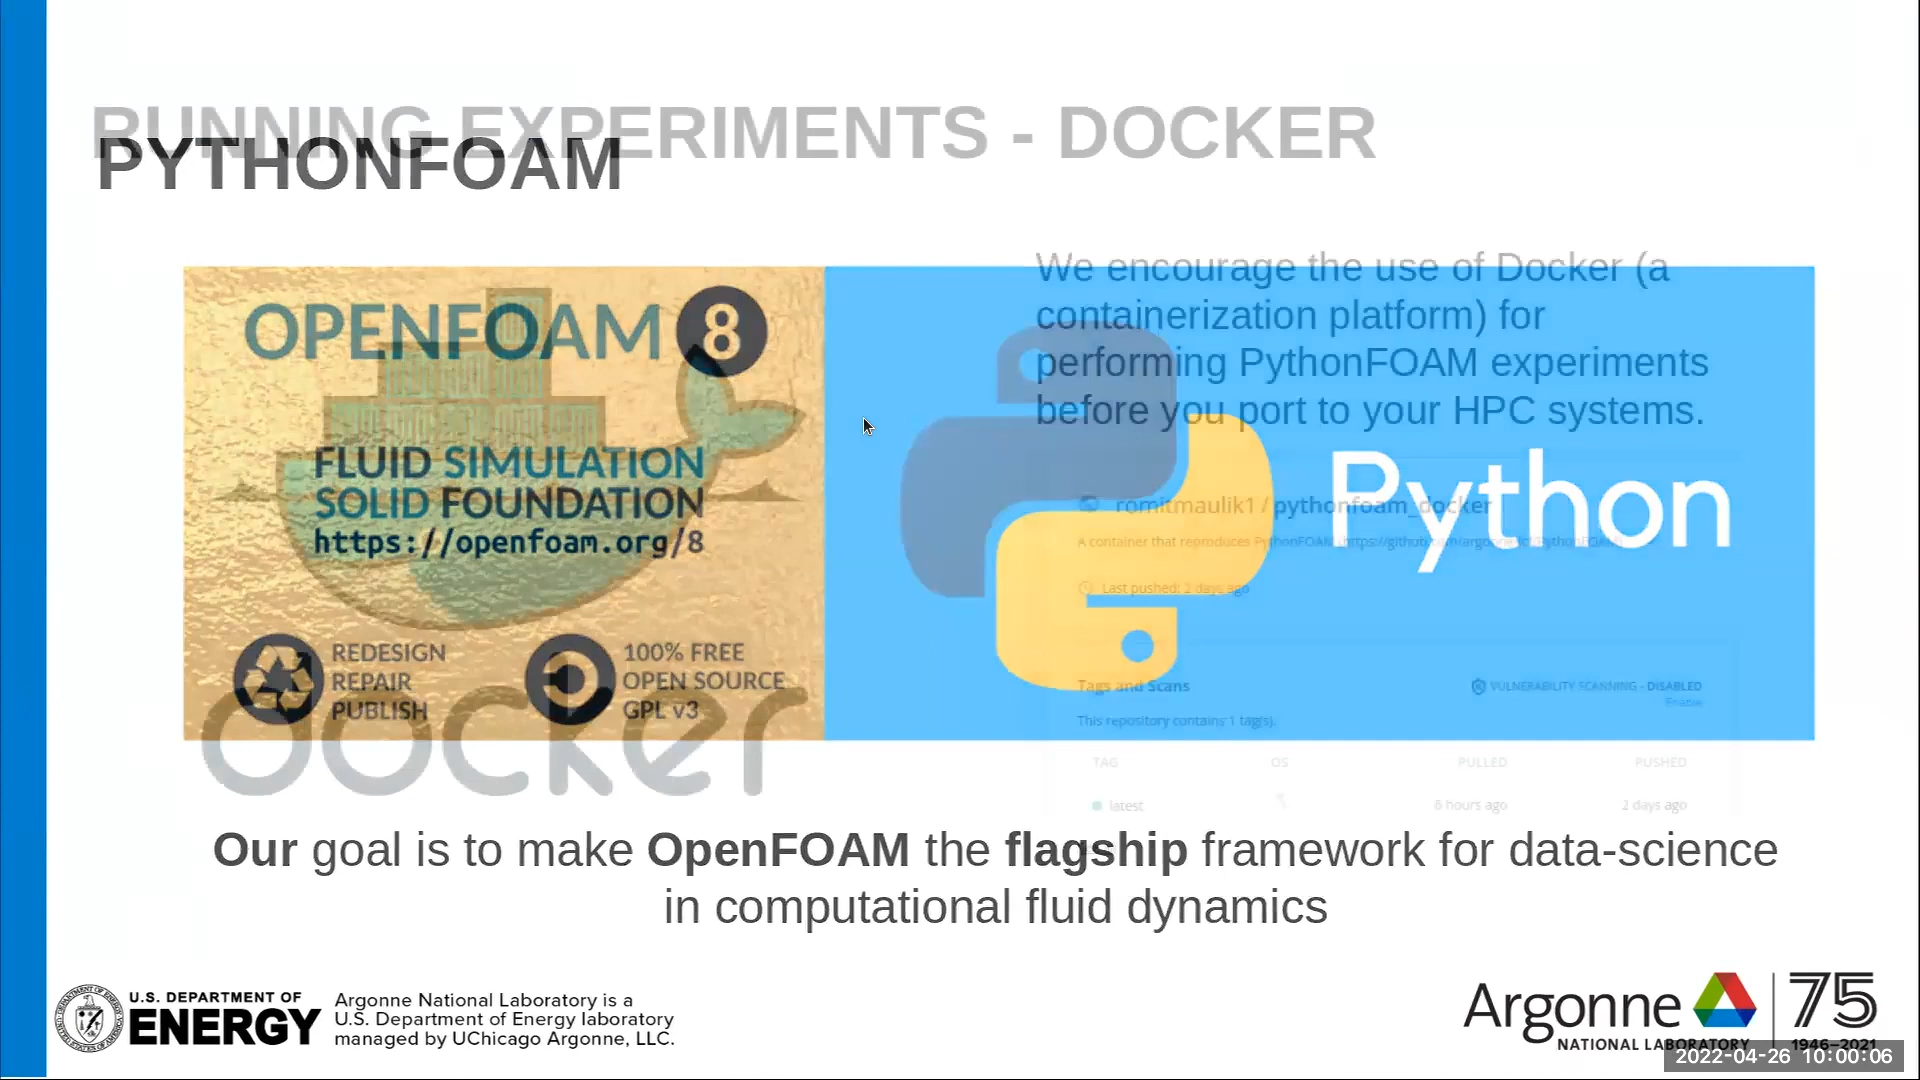 RUNNING EXPERIMENTS - DOCKER
PYTHONFOAM
We encourage the use of Docker (a
containerization platform) for
performing PythonFOAM experiments
before you port to your HPC systems.
OPENFOAM 8
FLUID SIMULATION
SOLID FOUNDATION
https://openfoam.org/8
REDESIGN
REPAIR
PUBLISH
100% FREE
OPEN SOURCE
GPL v3
docker
Python
romitmaulik1 / pythonfoam_docker
A container that reproduces PythonFOAM
Last pushed: 2 days ago
Tags and Scans
VULNERABILITY SCANNING - DISABLED
Enable
This repository contains 1 tag(s).
TAG OS PULLED PUSHED
latest 6 hours ago 2 days ago
Our goal is to make OpenFOAM the flagship framework for data-science
in computational fluid dynamics
U.S. DEPARTMENT OF
ENERGY
Argonne National Laboratory is a
U.S. Department of Energy laboratory
managed by UChicago Argonne, LLC.
Argonne
NATIONAL LABORATORY
75
1946–2021
2022-04-26 10:00:06